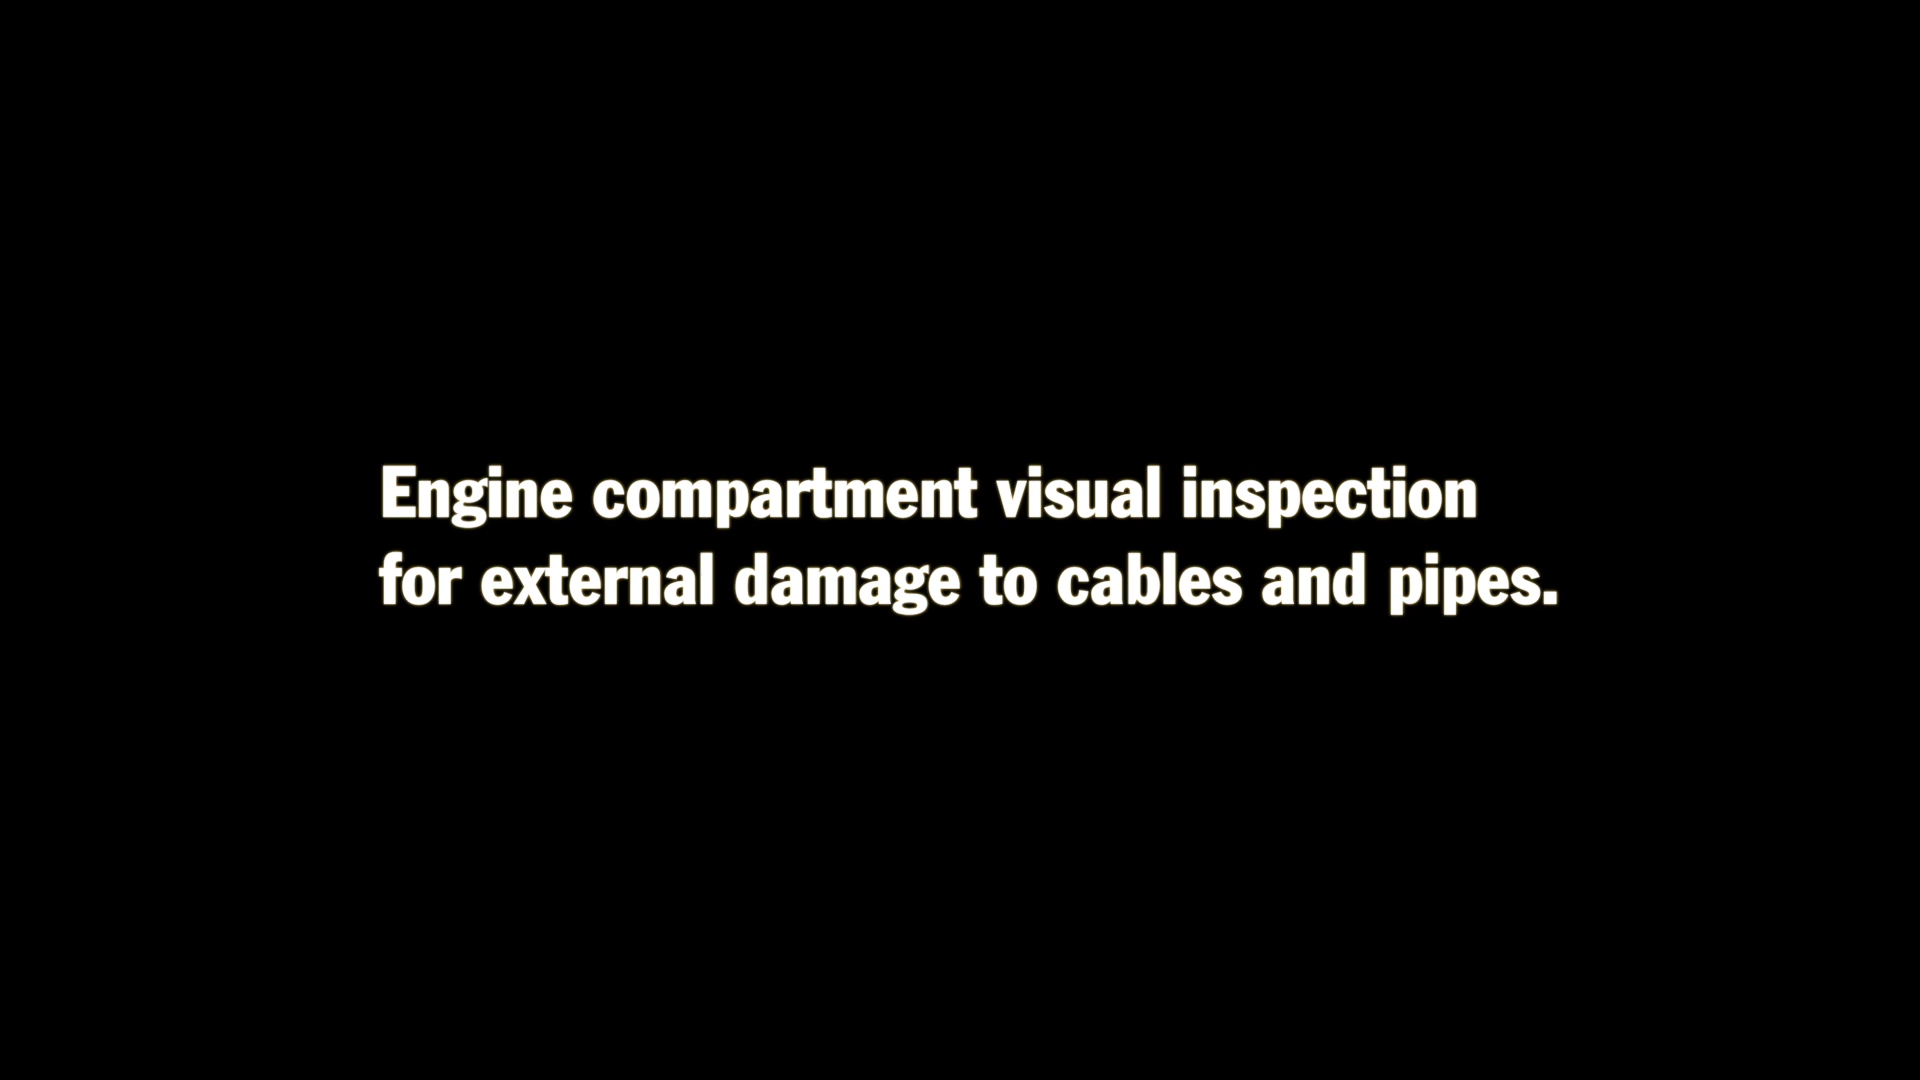 Engine compartment visual inspection
for external damage to cables and pipes.